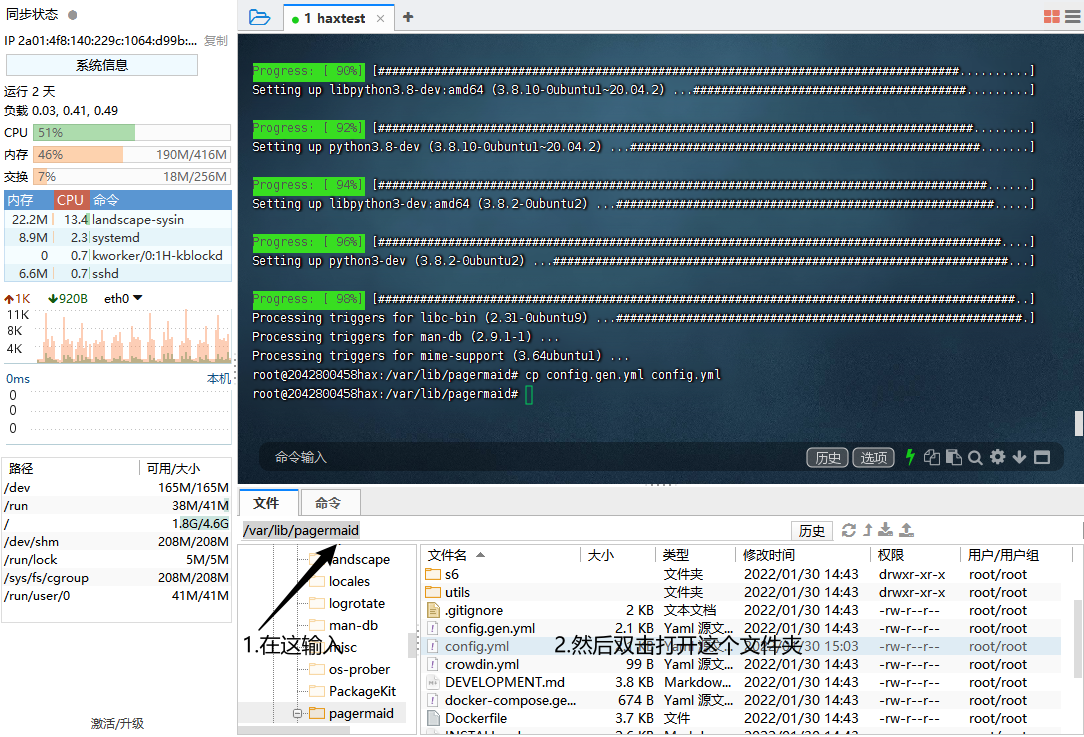 同步状态
IP 2a01:4f8:140:229c:1064:d99b:... 复制
系统信息
运行 2 天
负载 0.03, 0.41, 0.49
CPU 51%
内存 46% 190M/416M
交换 7% 18M/256M
内存 CPU 命令
22.2M 13.4 landscape-sysin
8.9M 2.3 systemd
0 0.7 kworker/0:1H-kblockd
6.6M 0.7 sshd
1K 920B eth0
11K
8K
4K
0ms 本机
0
0
0
路径 可用/大小
/dev 165M/165M
/run 38M/41M
/ 1.8G/4.6G
/dev/shm 208M/208M
/run/lock 5M/5M
/sys/fs/cgroup 208M/208M
/run/user/0 41M/41M
激活/升级
1 haxtest × +
Progress: [ 90%] [###################################################################################..........]
Setting up libpython3.8-dev:amd64 (3.8.10-0ubuntu1~20.04.2) ...#######################################.........]
Progress: [ 92%] [#####################################################################################........]
Setting up python3.8-dev (3.8.10-0ubuntu1~20.04.2) ...##################################################.......]
Progress: [ 94%] [#######################################################################################......]
Setting up libpython3-dev:amd64 (3.8.2-0ubuntu2) ...######################################################.....]
Progress: [ 96%] [#########################################################################################....]
Setting up python3-dev (3.8.2-0ubuntu2) ...#################################################################...]
Progress: [ 98%] [###########################################################################################..]
Processing triggers for libc-bin (2.31-0ubuntu9) ...##########################################################.]
Processing triggers for man-db (2.9.1-1) ...
Processing triggers for mime-support (3.64ubuntu1) ...
root@2042800458hax:/var/lib/pagermaid# cp config.gen.yml config.yml
root@2042800458hax:/var/lib/pagermaid#
命令输入 历史 选项
文件 命令
/var/lib/pagermaid 历史
landscape
locales
logrotate
man-db
misc
os-prober
PackageKit
pagermaid
1.在这输入
文件名 大小 类型 修改时间 权限 用户/用户组
s6 文件夹 2022/01/30 14:43 drwxr-xr-x root/root
utils 文件夹 2022/01/30 14:43 drwxr-xr-x root/root
.gitignore 2 KB 文本文档 2022/01/30 14:43 -rw-r--r-- root/root
config.gen.yml 2.1 KB Yaml 源文... 2022/01/30 14:43 -rw-r--r-- root/root
config.yml 15:03 -rw-r--r-- root/root
2.然后双击打开这个文件夹
crowdin.yml 99 B Yaml 源文... 2022/01/30 14:43 -rw-r--r-- root/root
DEVELOPMENT.md 3.8 KB Markdow... 2022/01/30 14:43 -rw-r--r-- root/root
docker-compose.ge... 674 B Yaml 源文... 2022/01/30 14:43 -rw-r--r-- root/root
Dockerfile 3.7 KB 文件 2022/01/30 14:43 -rw-r--r-- root/root